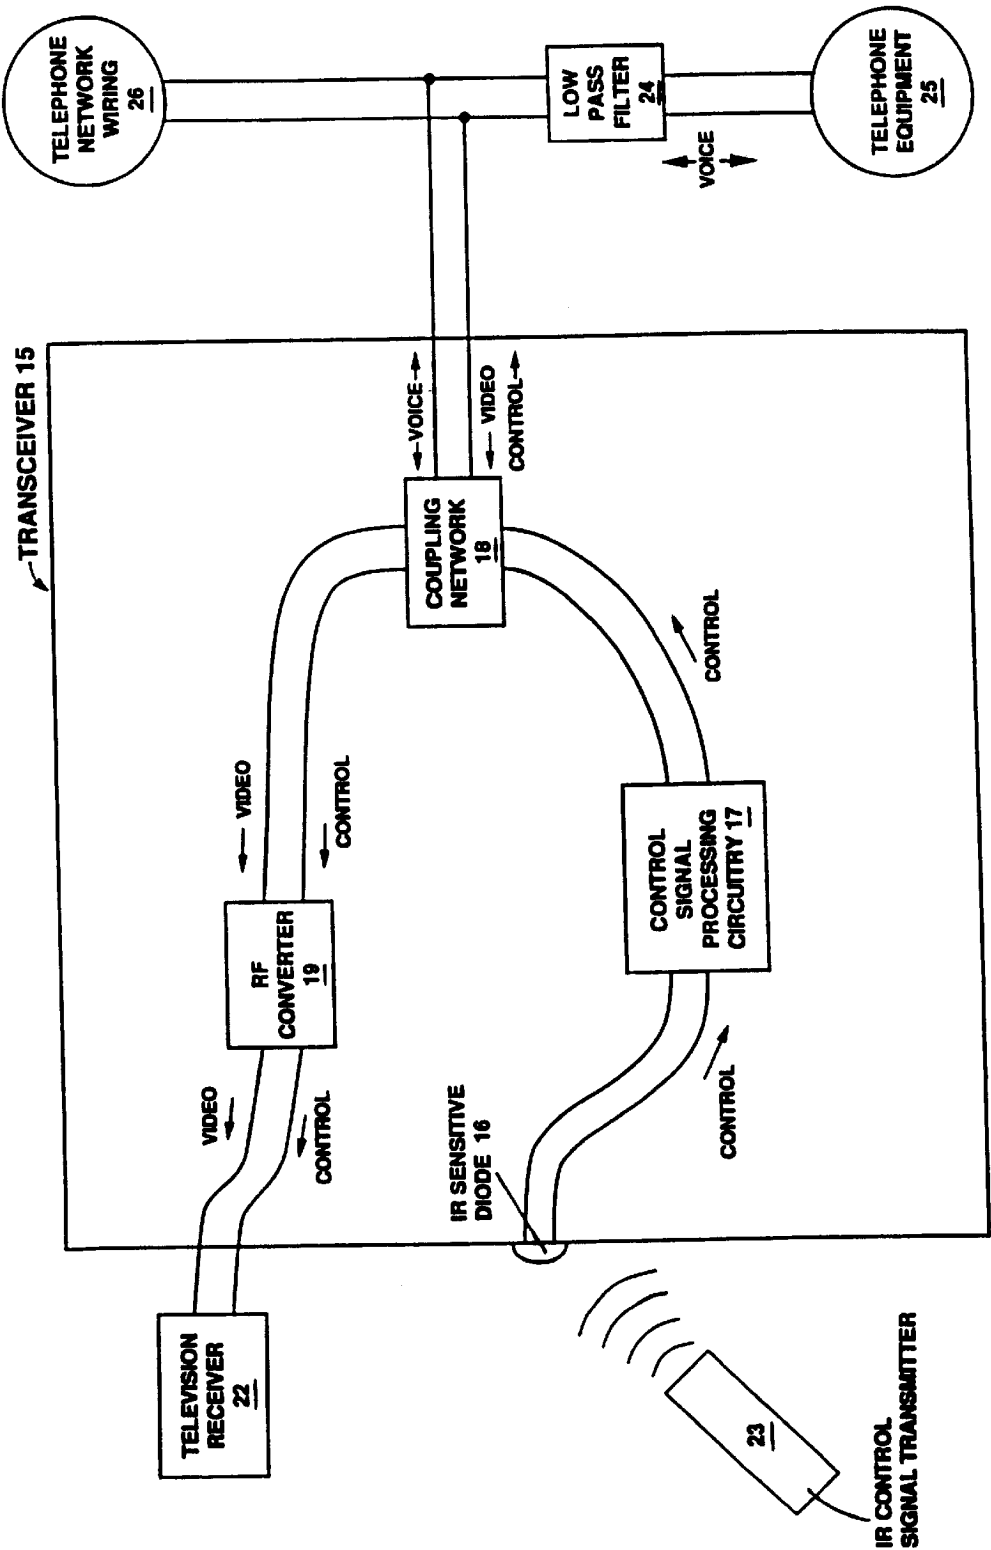 TRANSCEIVER 15
TELEVISION
RECEIVER
22
VIDEO
CONTROL
RF
CONVERTER
19
VIDEO
CONTROL
COUPLING
NETWORK
18
VOICE
VIDEO
CONTROL
TELEPHONE
NETWORK
WIRING
26
LOW
PASS
FILTER
24
VOICE
TELEPHONE
EQUIPMENT
25
IR SENSITIVE
DIODE 16
CONTROL
CONTROL
SIGNAL
PROCESSING
CIRCUITRY 17
CONTROL
23
IR CONTROL
SIGNAL TRANSMITTER